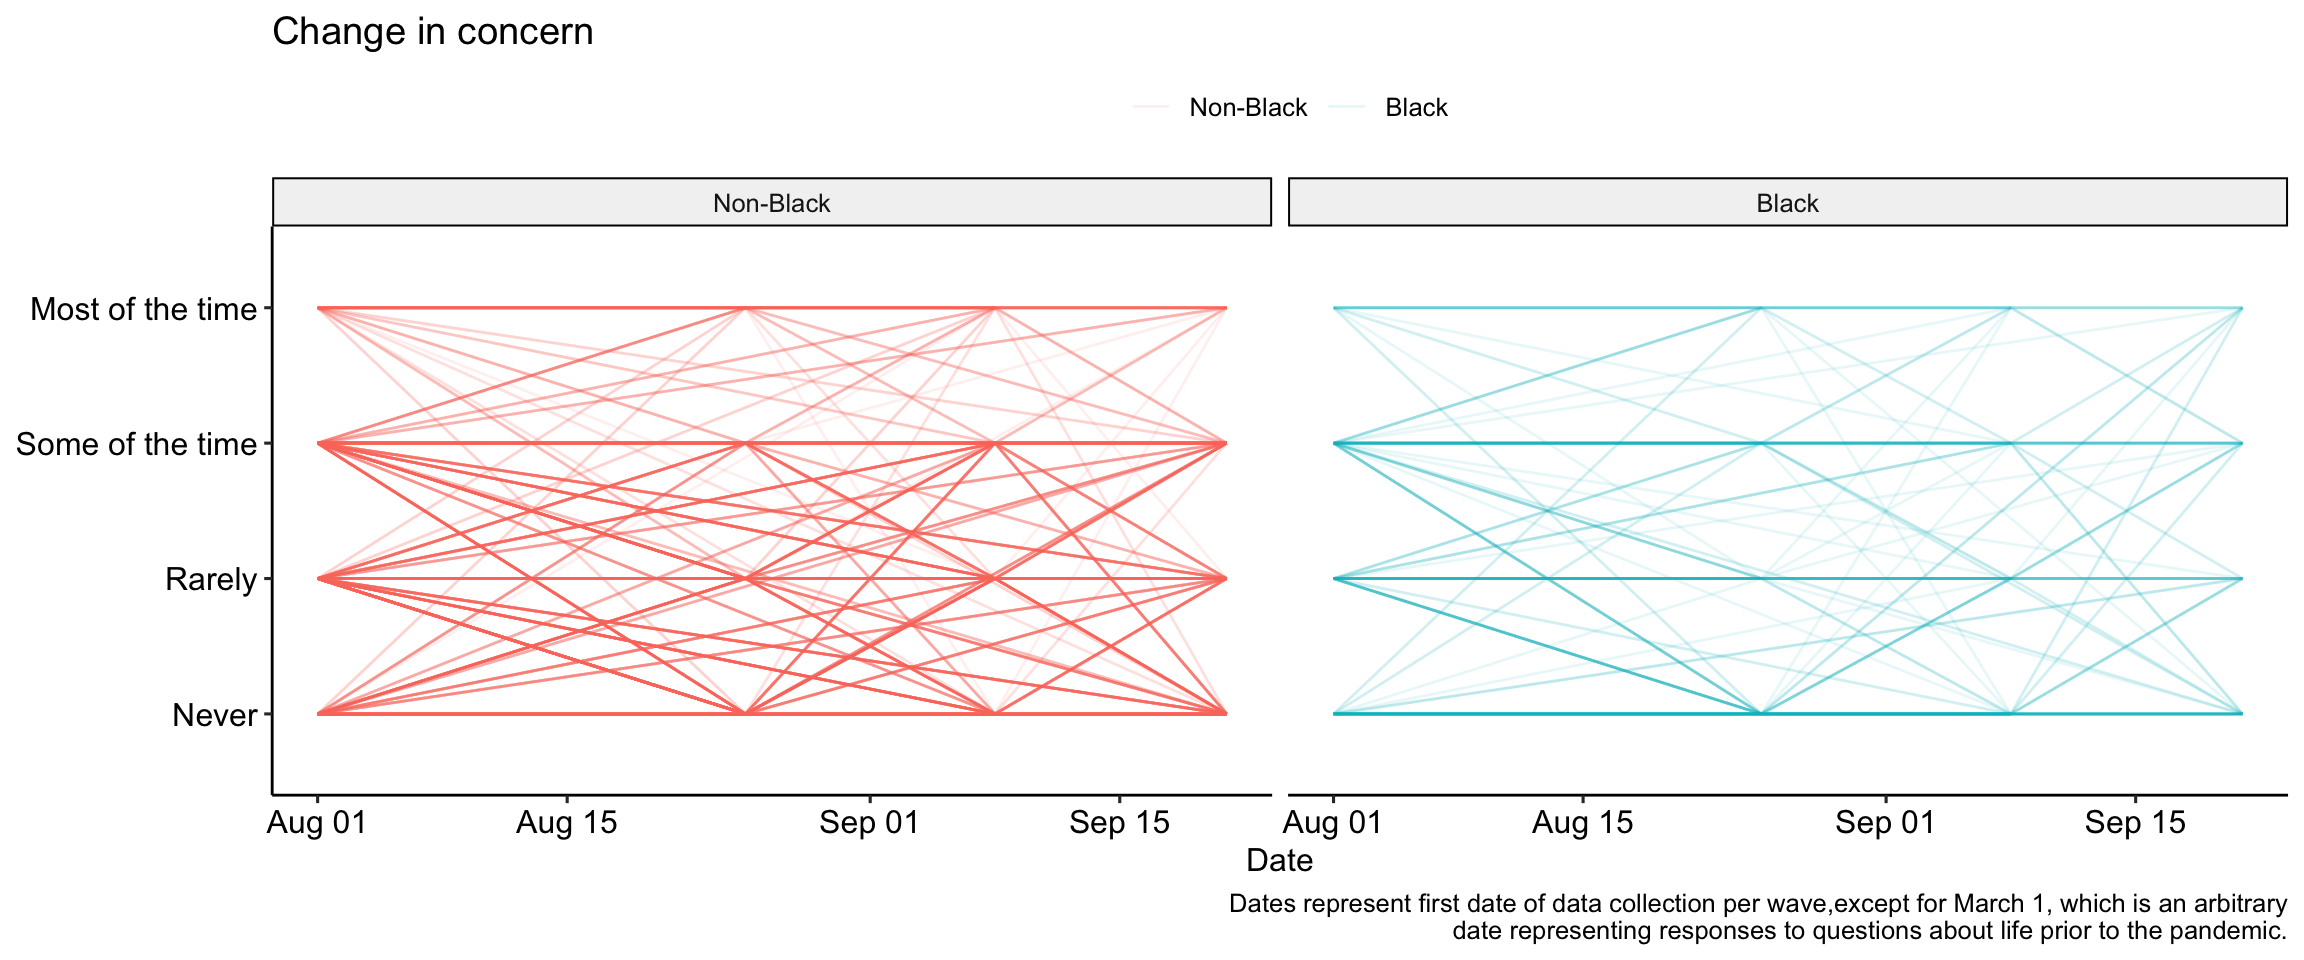 Change in concern
Non-Black Black
Non-Black
Black
Most of the time
Some of the time
Rarely
Never
Aug 01 Aug 15 Sep 01 Sep 15
Aug 01 Aug 15 Sep 01 Sep 15
Date
Dates represent first date of data collection per wave,except for March 1, which is an arbitrary
date representing responses to questions about life prior to the pandemic.